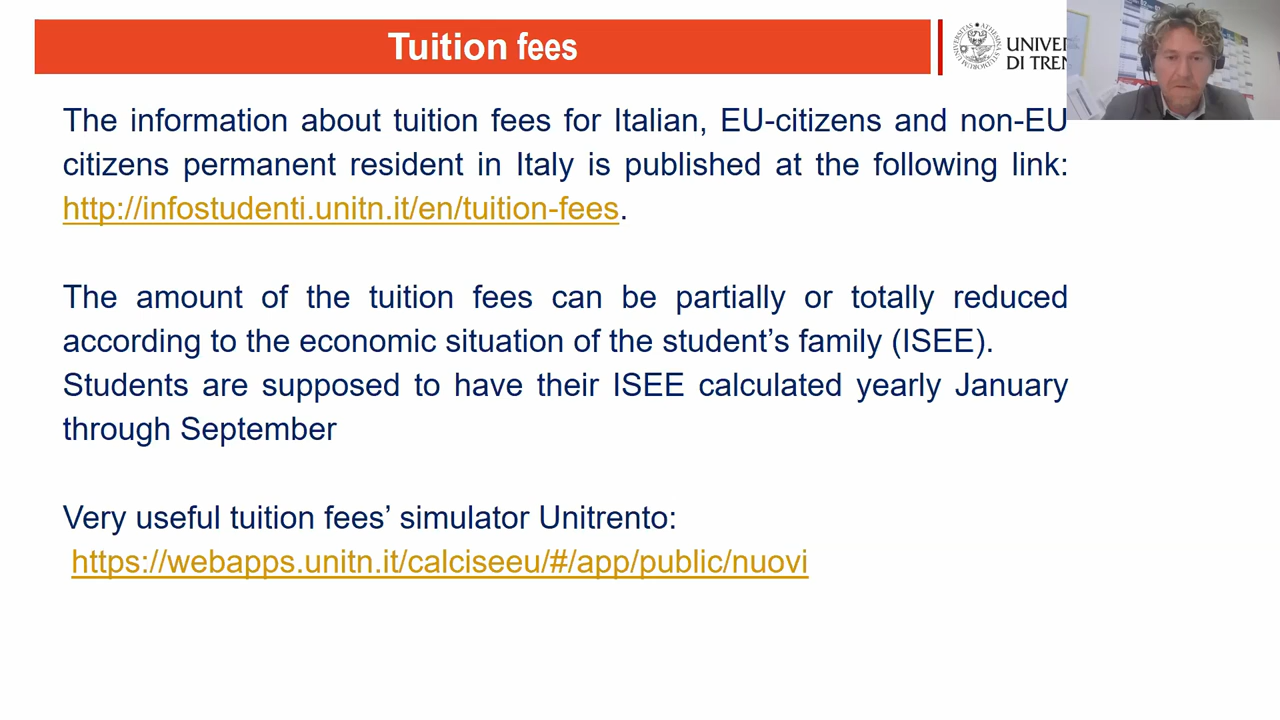 Tuition fees
UNIVER
DI TREN
The information about tuition fees for Italian, EU-citizens and non-EU
citizens permanent resident in Italy is published at the following link:
http://infostudenti.unitn.it/en/tuition-fees.
The amount of the tuition fees can be partially or totally reduced
according to the economic situation of the student’s family (ISEE).
Students are supposed to have their ISEE calculated yearly January
through September
Very useful tuition fees’ simulator Unitrento:
https://webapps.unitn.it/calciseeu/#/app/public/nuovi